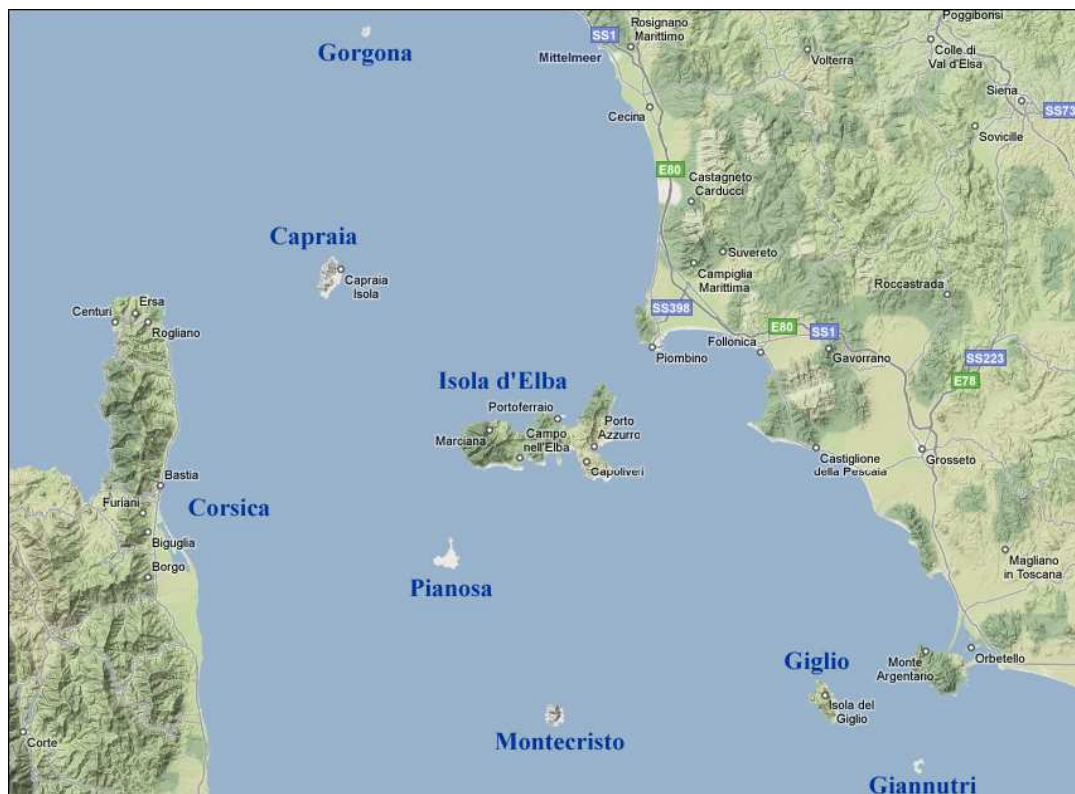 Gorgona
SS1
Rosignano
Marittimo
Mittelmeer
Poggibonsi
Colle di
Val d'Elsa
Volterra
Siena
SS73
Cecina
Sovicille
E80
Castagneto
Carducci
Capraia
Capraia
Isola
Suvereto
Campiglia
Marittima
Roccastrada
Ersa
Centuri
Rogliano
SS398
E80
SS1
Follonica
Piombino
Gavorrano
SS223
E78
Isola d'Elba
Portoferraio
Marciana
Campo
nell'Elba
Porto
Azzurro
Capoliveri
Castiglione
della Pescaia
Grosseto
Bastia
Furiani
Corsica
Biguglia
Borgo
Pianosa
Magliano
in Toscana
Giglio
Isola del
Giglio
Monte
Argentario
Orbetello
Montecristo
Corte
Giannutri